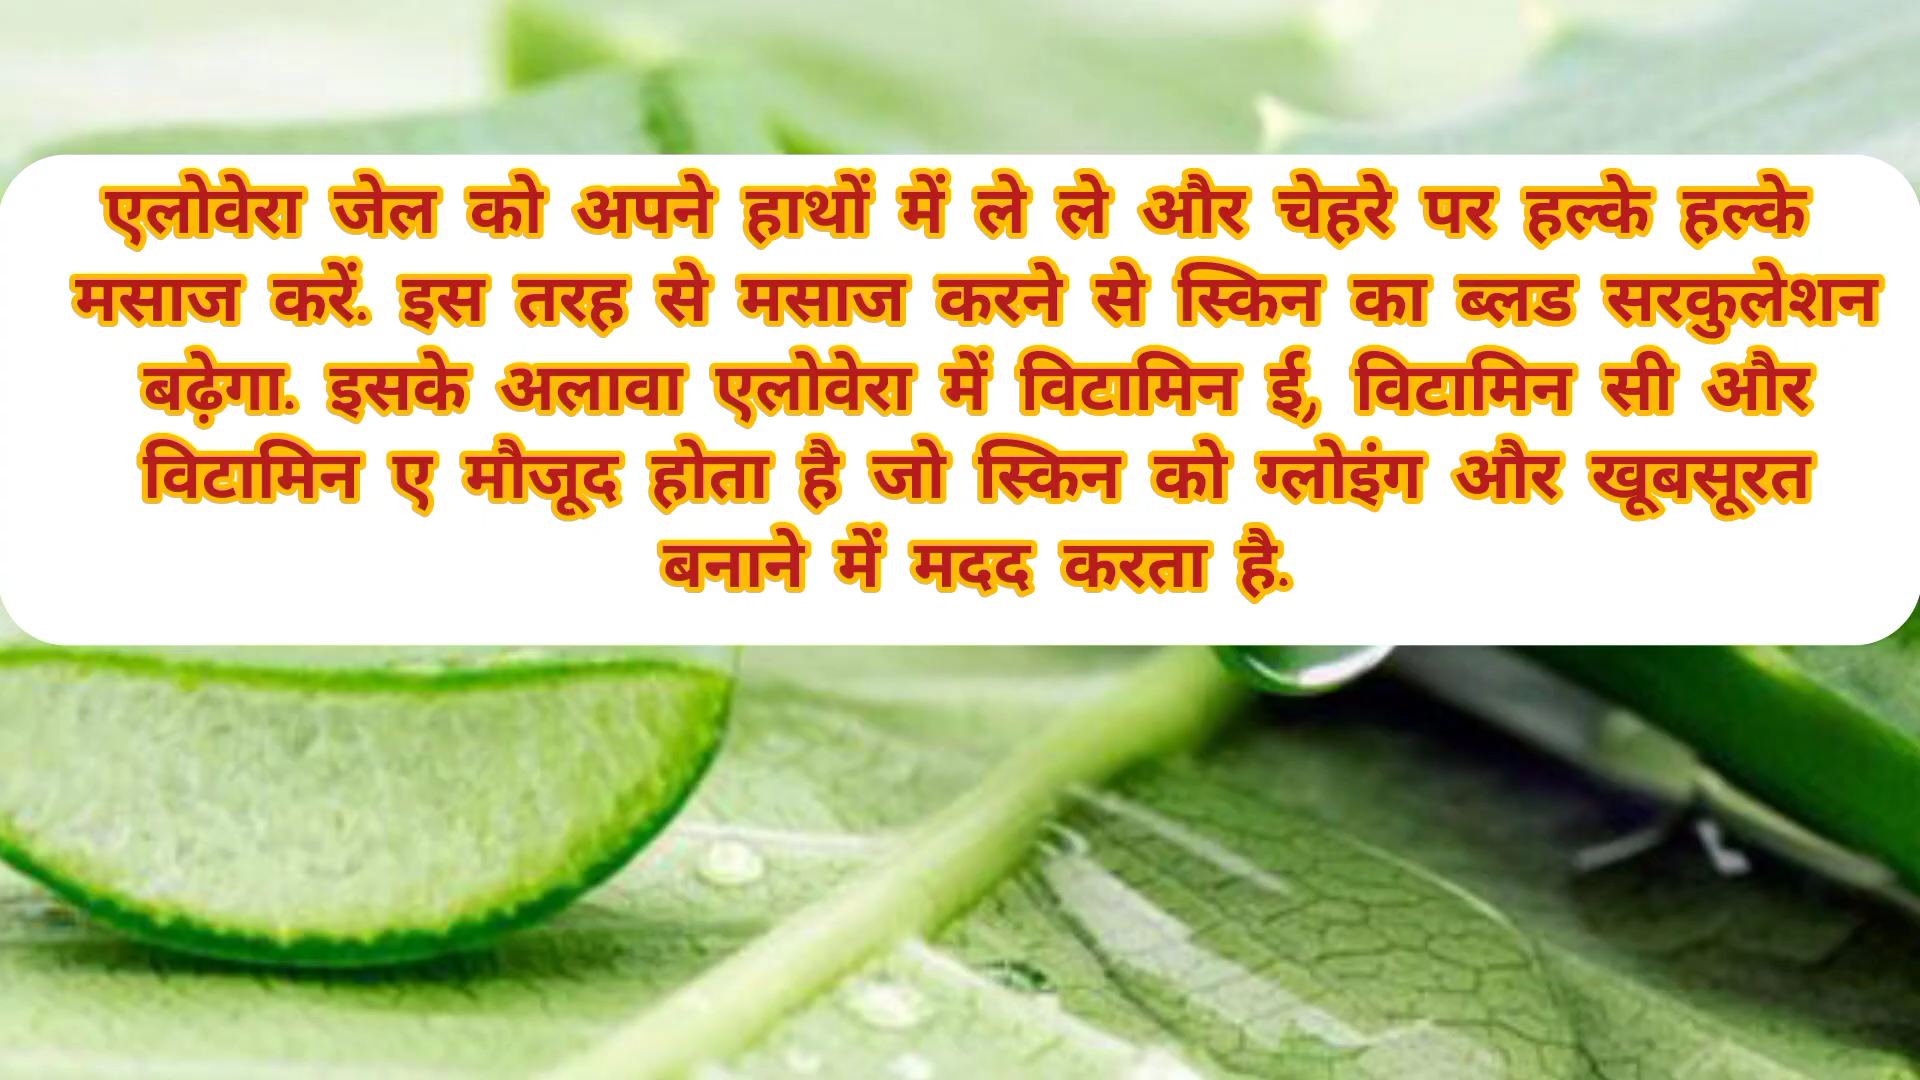 एलोवेरा जेल को अपने हाथों में ले ले और चेहरे पर हल्के हल्के
मसाज करें. इस तरह से मसाज करने से स्किन का ब्लड सरकुलेशन
बढ़ेगा. इसके अलावा एलोवेरा में विटामिन ई, विटामिन सी और
विटामिन ए मौजूद होता है जो स्किन को ग्लोइंग और खूबसूरत
बनाने में मदद करता है.